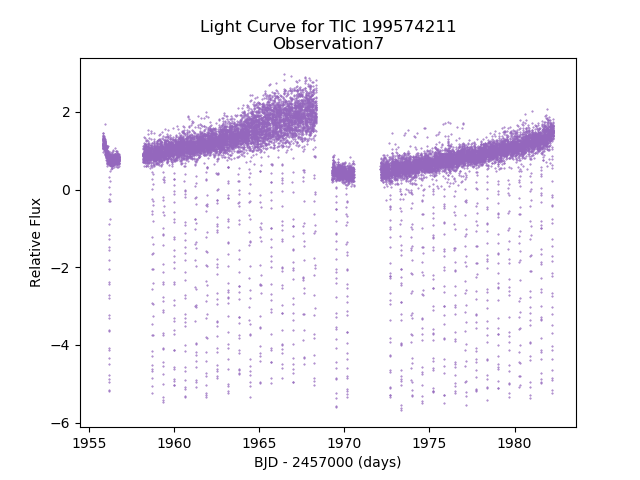 Light Curve for TIC 199574211
Observation7
2
0
−2
−4
−6
Relative Flux
1955
1960
1965
1970
1975
1980
BJD - 2457000 (days)